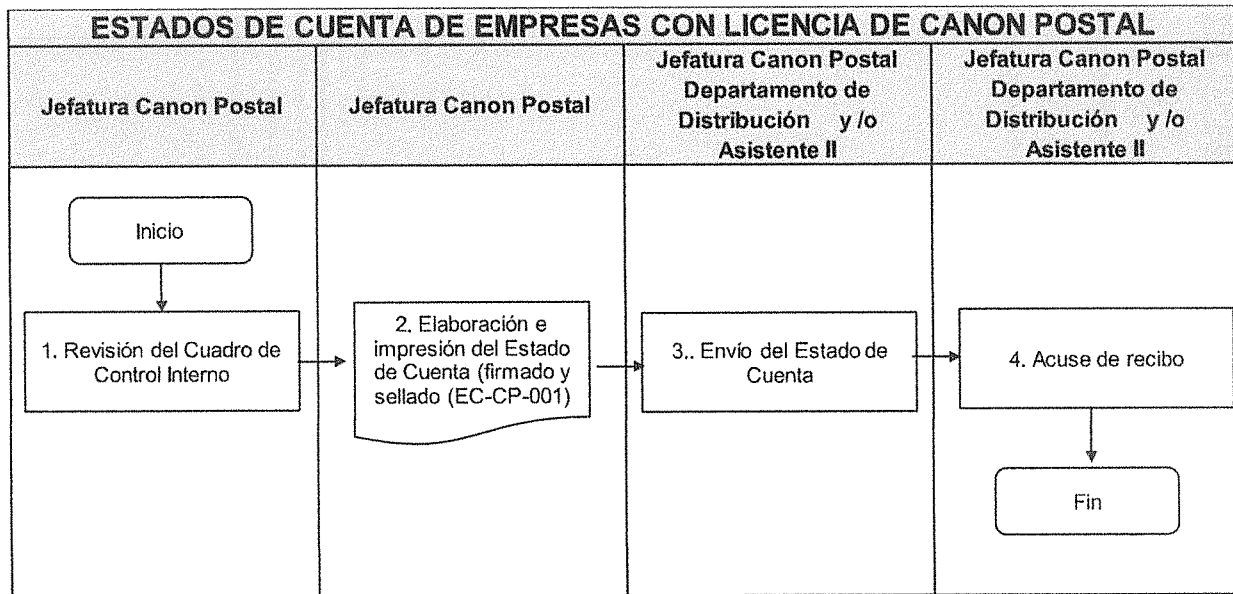 ESTADOS DE CUENTA DE EMPRESAS CON LICENCIA DE CANON POSTAL
Jefatura Canon Postal
Jefatura Canon Postal
Jefatura Canon Postal
Departamento de
Distribución y /o
Asistente II
Jefatura Canon Postal
Departamento de
Distribución y /o
Asistente II
Inicio
1. Revisión del Cuadro de
Control Interno
2. Elaboración e
impresión del Estado
de Cuenta (firmado y
sellado (EC-CP-001)
3.. Envío del Estado de
Cuenta
4. Acuse de recibo
Fin